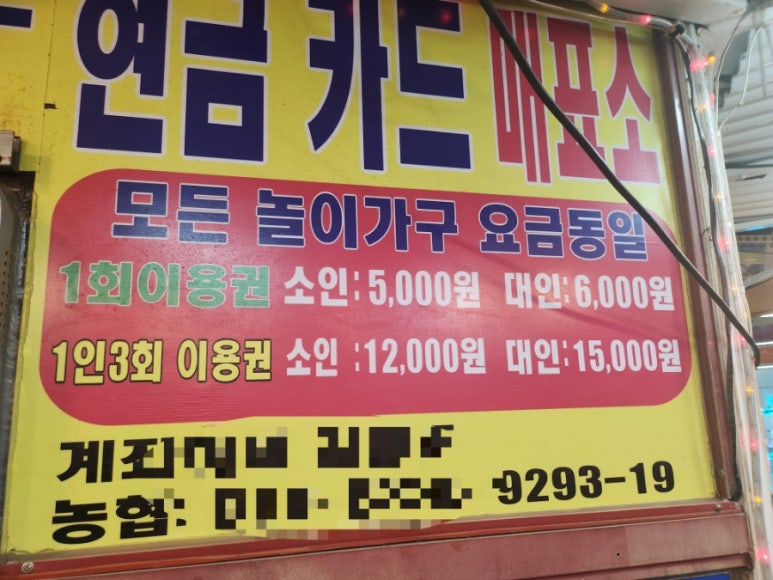 현금 카드 매표소
모든 놀이가구 요금동일
1회이용권 소인: 5,000원 대인: 6,000원
1인3회 이용권 소인 :12,000원 대인: 15,000원
농협: 9293-19